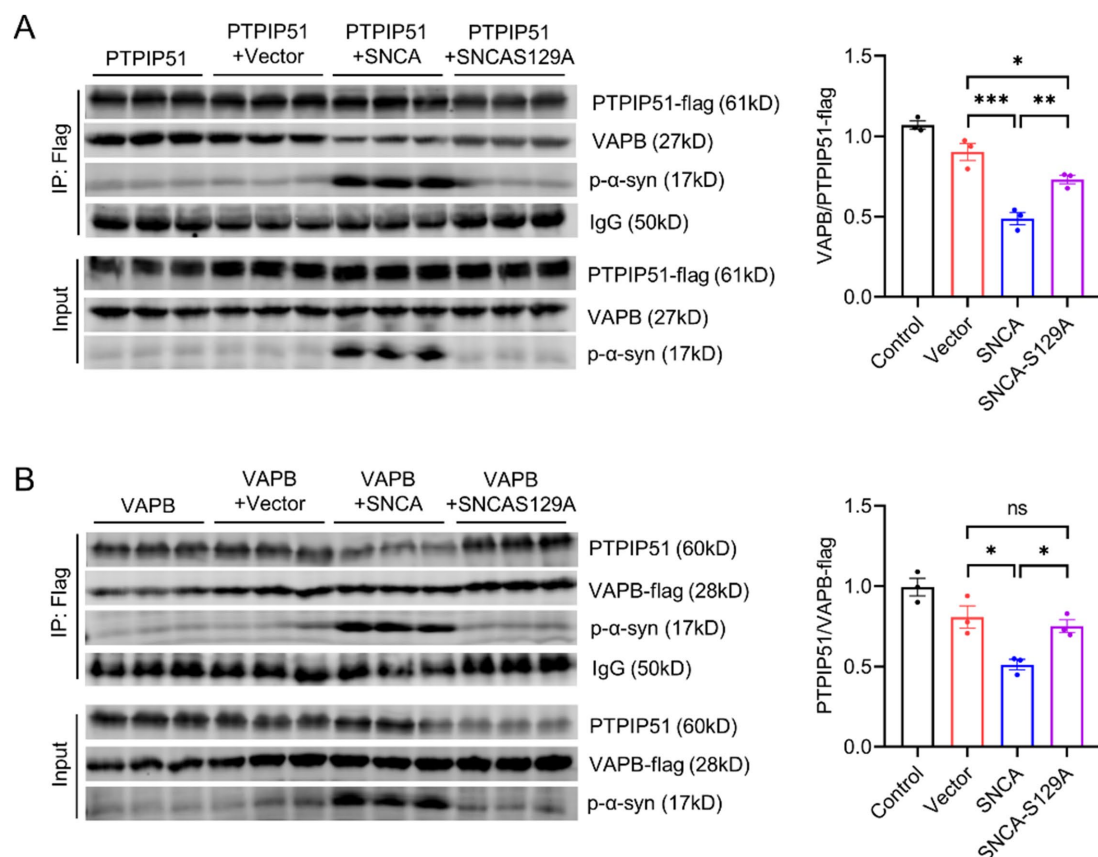 A
PTPIP51
PTPIP51
+Vector
PTPIP51
+SNCA
PTPIP51
+SNCAS129A
IP: Flag
PTPIP51-flag (61kD)
VAPB (27kD)
p-α-syn (17kD)
IgG (50kD)
Input
PTPIP51-flag (61kD)
VAPB (27kD)
p-α-syn (17kD)
VAPB/PTPIP51-flag
1.5
1.0
0.5
0.0
*
***
**
Control
Vector
SNCA
SNCA-S129A
B
VAPB
VAPB
+Vector
VAPB
+SNCA
VAPB
+SNCAS129A
IP: Flag
PTPIP51 (60kD)
VAPB-flag (28kD)
p-α-syn (17kD)
IgG (50kD)
Input
PTPIP51 (60kD)
VAPB-flag (28kD)
p-α-syn (17kD)
PTPIP51/VAPB-flag
1.5
1.0
0.5
0.0
ns
*
*
Control
Vector
SNCA
SNCA-S129A